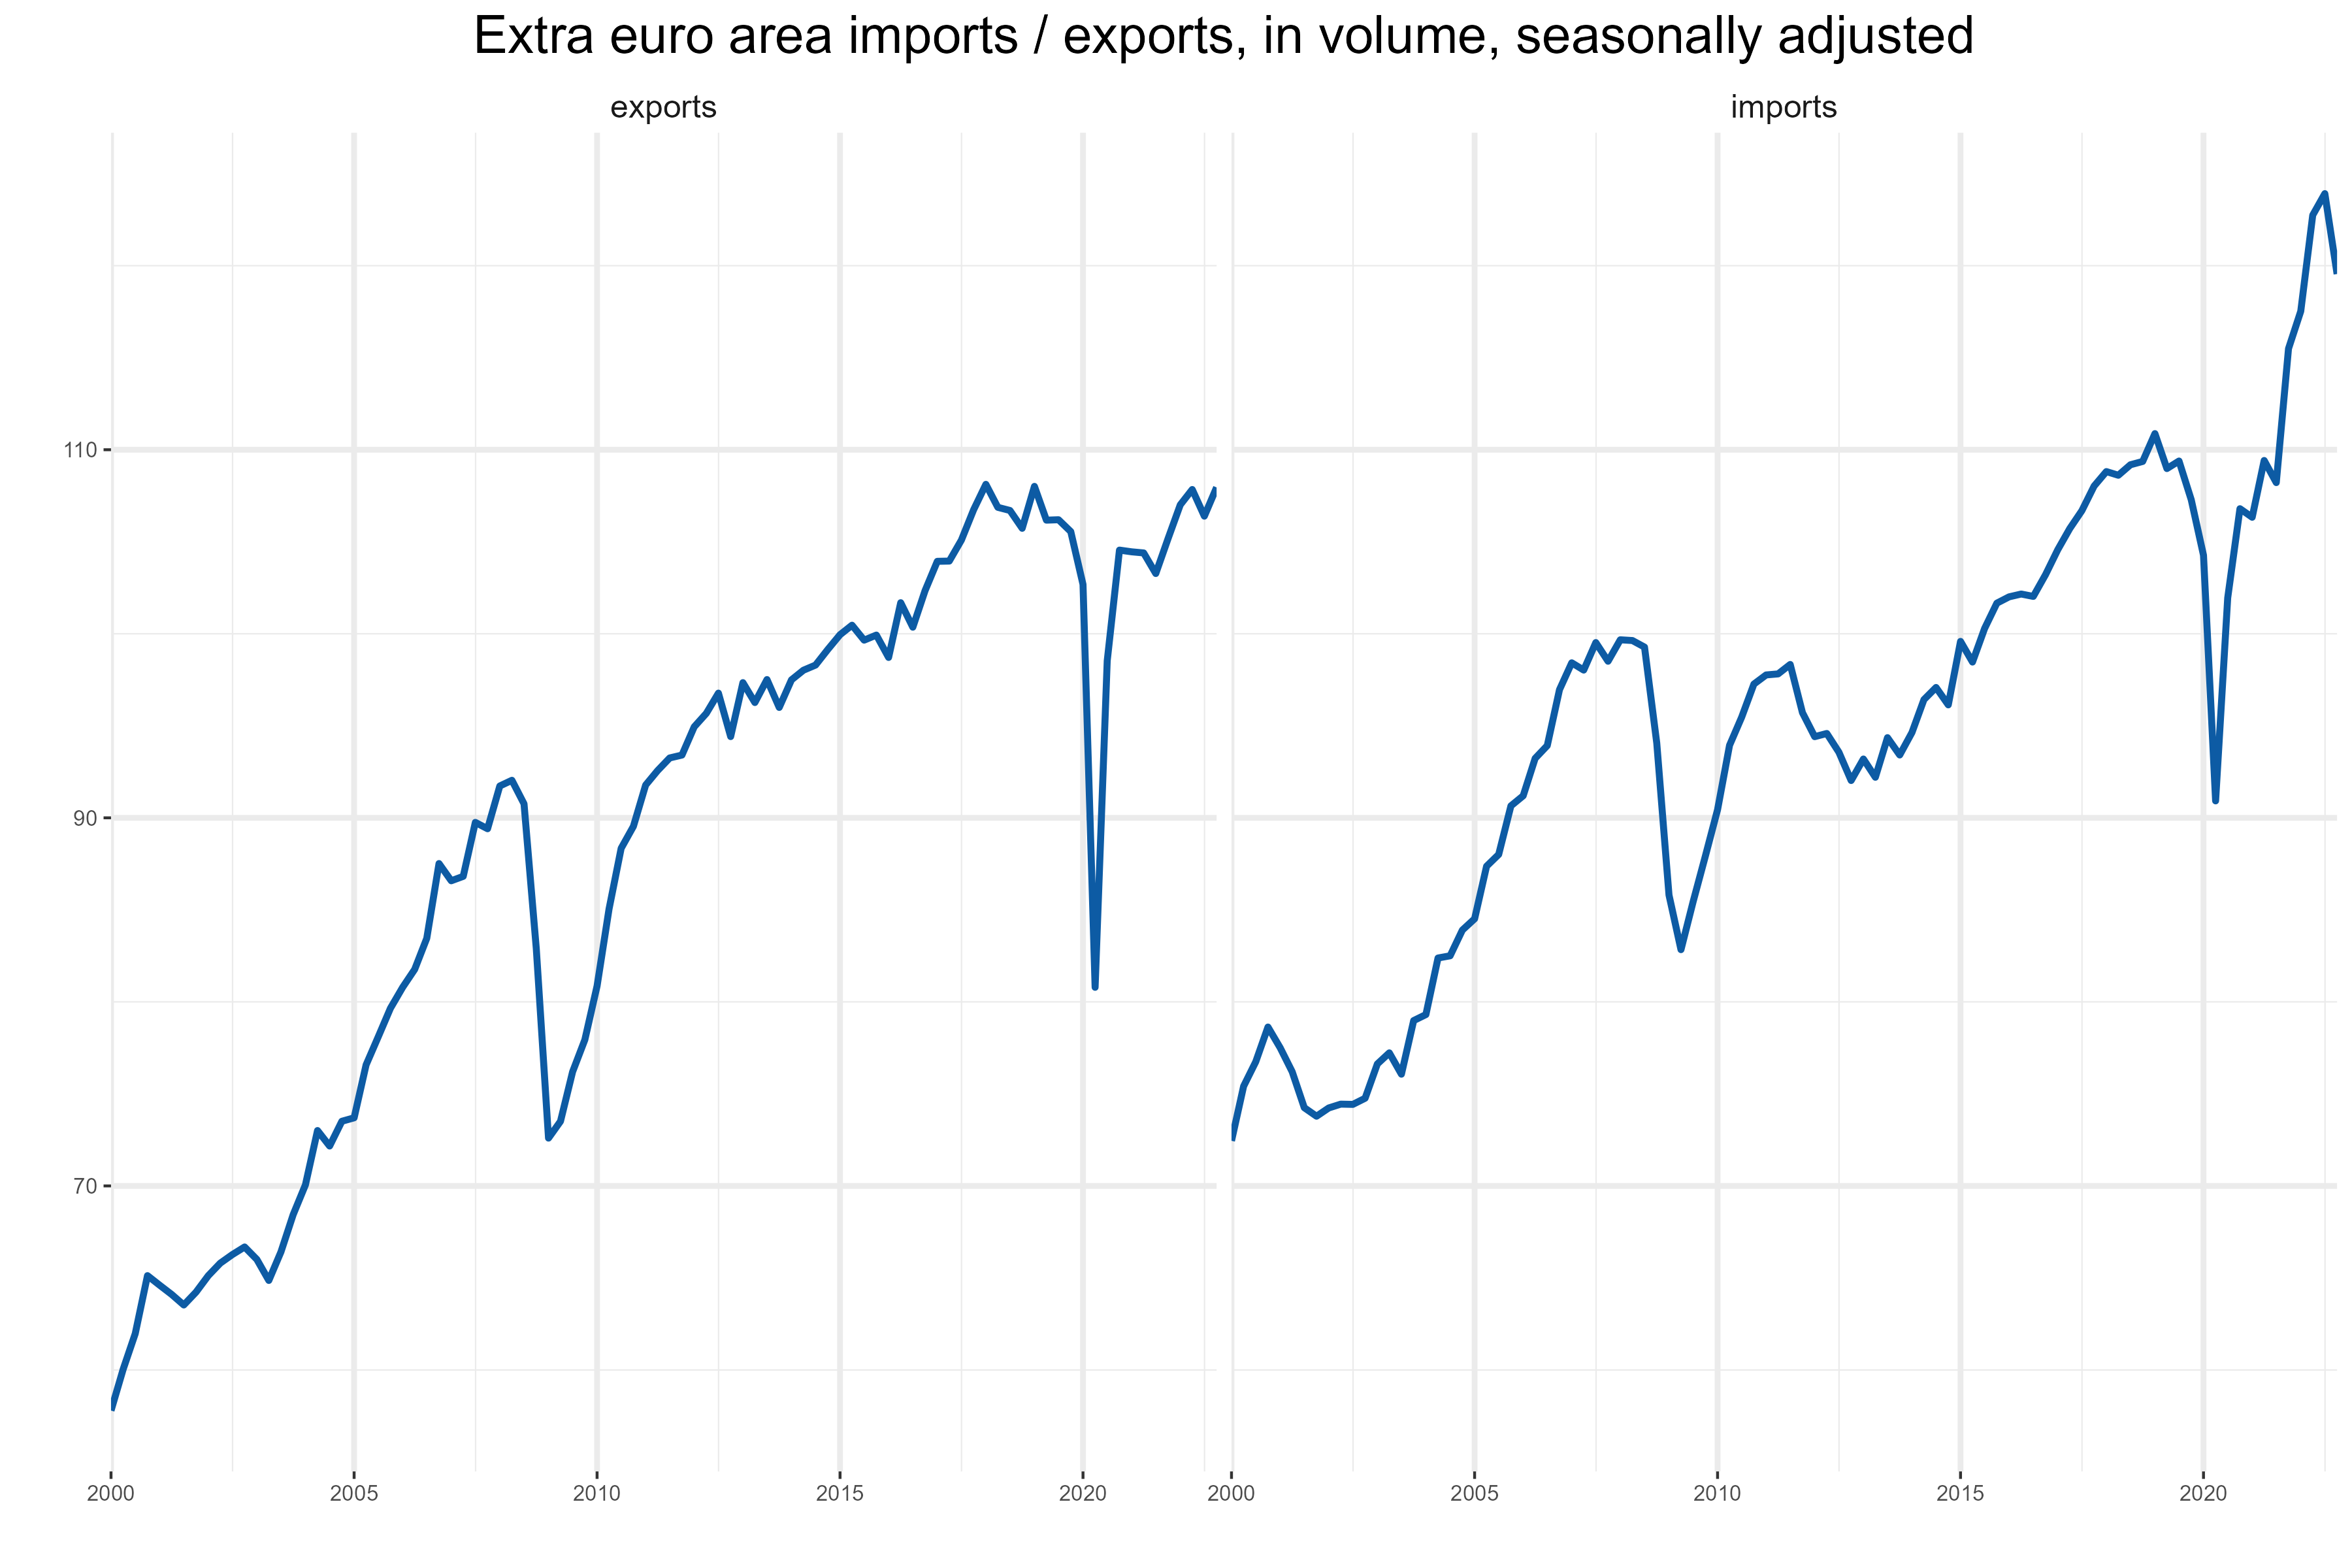 Extra euro area imports / exports, in volume, seasonally adjusted
exports
imports
110
90
70
2000 2005 2010 2015 2020 2000 2005 2010 2015 2020